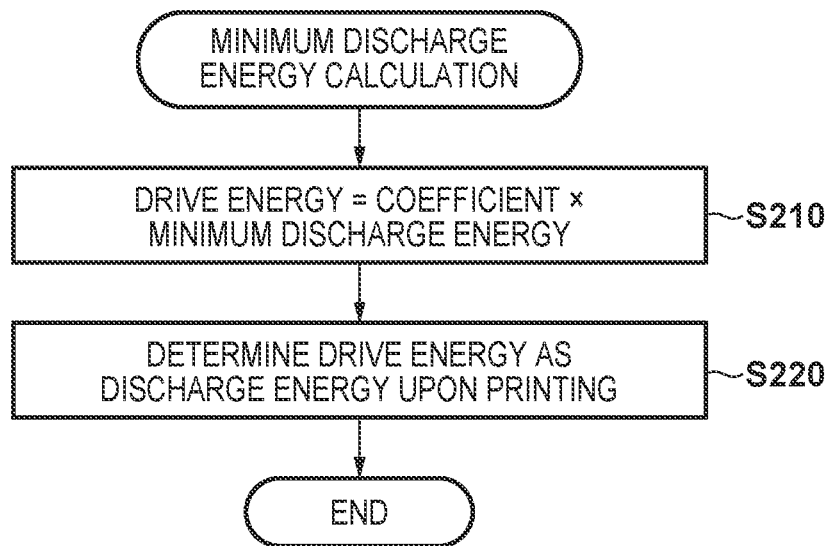 MINIMUM DISCHARGE
ENERGY CALCULATION
DRIVE ENERGY = COEFFICIENT ×
MINIMUM DISCHARGE ENERGY
S210
DETERMINE DRIVE ENERGY AS
DISCHARGE ENERGY UPON PRINTING
S220
END